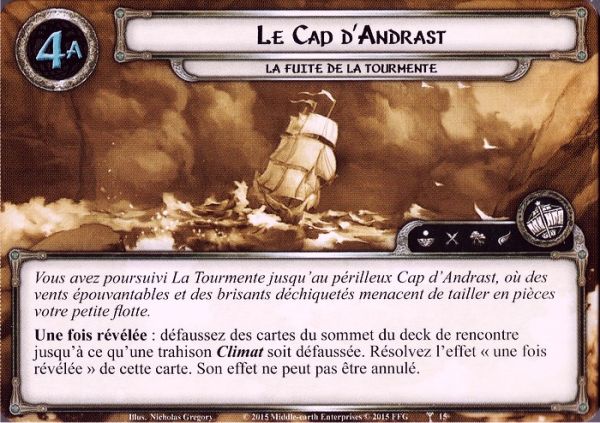 4A
LE CAP D'ANDRAST
LA FUITE DE LA TOURMENTE
Vous avez poursuivi La Tourmente jusqu'au périlleux Cap d'Andrast, où des
vents épouvantables et des brisants déchiquetés menacent de tailler en pièces
votre petite flotte.
Une fois révélée : défaussez des cartes du sommet du deck de rencontre
jusqu'à ce qu'une trahison Climat soit défaussée. Résolvez l'effet « une fois
révélée » de cette carte. Son effet ne peut pas être annulé.
Illus. Nicholas Gregory © 2015 Middle-earth Enterprises © 2015 FFG 15